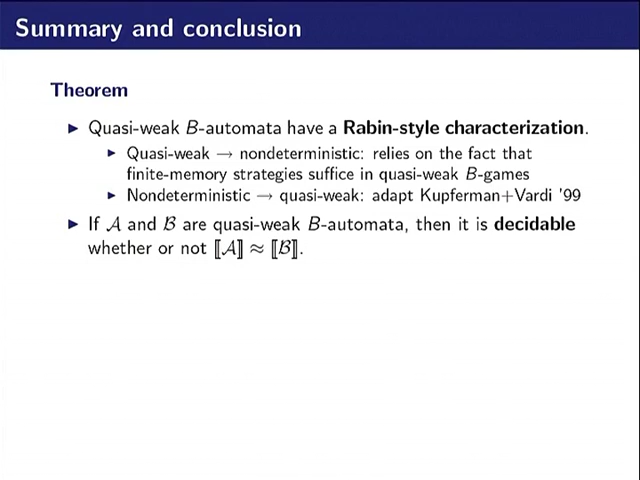 Summary and conclusion
Theorem
▶ Quasi-weak B-automata have a Rabin-style characterization.
▶ Quasi-weak → nondeterministic: relies on the fact that
finite-memory strategies suffice in quasi-weak B-games
▶ Nondeterministic → quasi-weak: adapt Kupferman+Vardi '99
▶ If 𝒜 and ℬ are quasi-weak B-automata, then it is decidable
whether or not ⟦𝒜⟧ ≈ ⟦ℬ⟧.